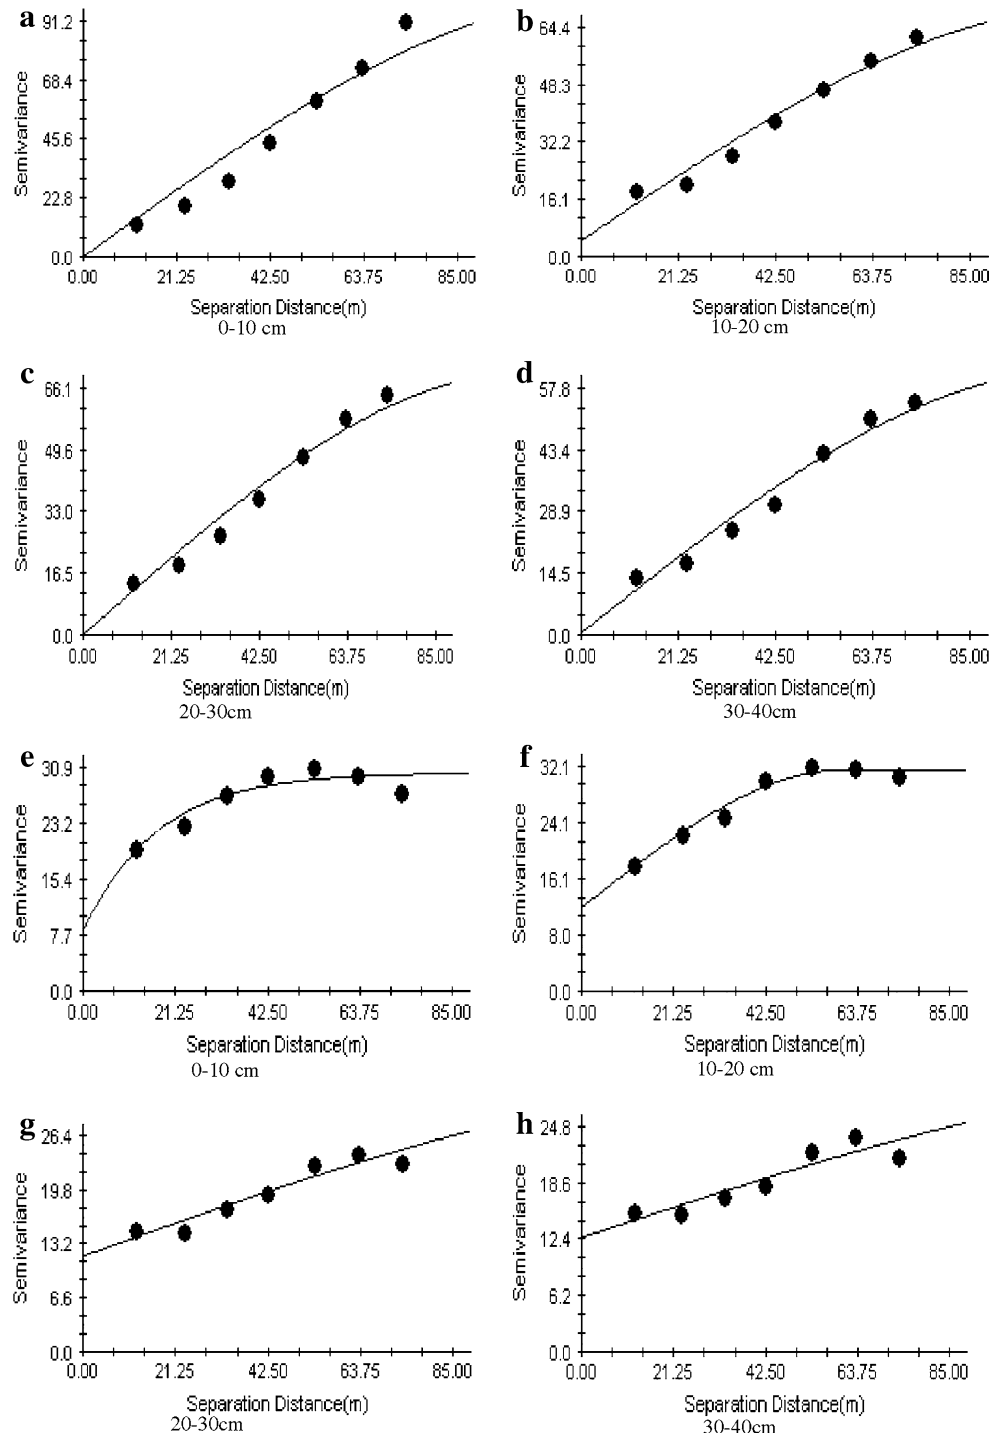 a
91.2
68.4
45.6
22.8
0.0
Semivariance
0.00 21.25 42.50 63.75 85.00
Separation Distance(m)
0-10 cm
b
64.4
48.3
32.2
16.1
0.0
Semivariance
0.00 21.25 42.50 63.75 85.00
Separation Distance(m)
10-20 cm
c
66.1
49.6
33.0
16.5
0.0
Semivariance
0.00 21.25 42.50 63.75 85.00
Separation Distance(m)
20-30cm
d
57.8
43.4
28.9
14.5
0.0
Semivariance
0.00 21.25 42.50 63.75 85.00
Separation Distance(m)
30-40cm
e
30.9
23.2
15.4
7.7
0.0
Semivariance
0.00 21.25 42.50 63.75 85.00
Separation Distance(m)
0-10 cm
f
32.1
24.1
16.1
8.0
0.0
Semivariance
0.00 21.25 42.50 63.75 85.00
Separation Distance(m)
10-20 cm
g
26.4
19.8
13.2
6.6
0.0
Semivariance
0.00 21.25 42.50 63.75 85.00
Separation Distance(m)
20-30cm
h
24.8
18.6
12.4
6.2
0.0
Semivariance
0.00 21.25 42.50 63.75 85.00
Separation Distance(m)
30-40cm